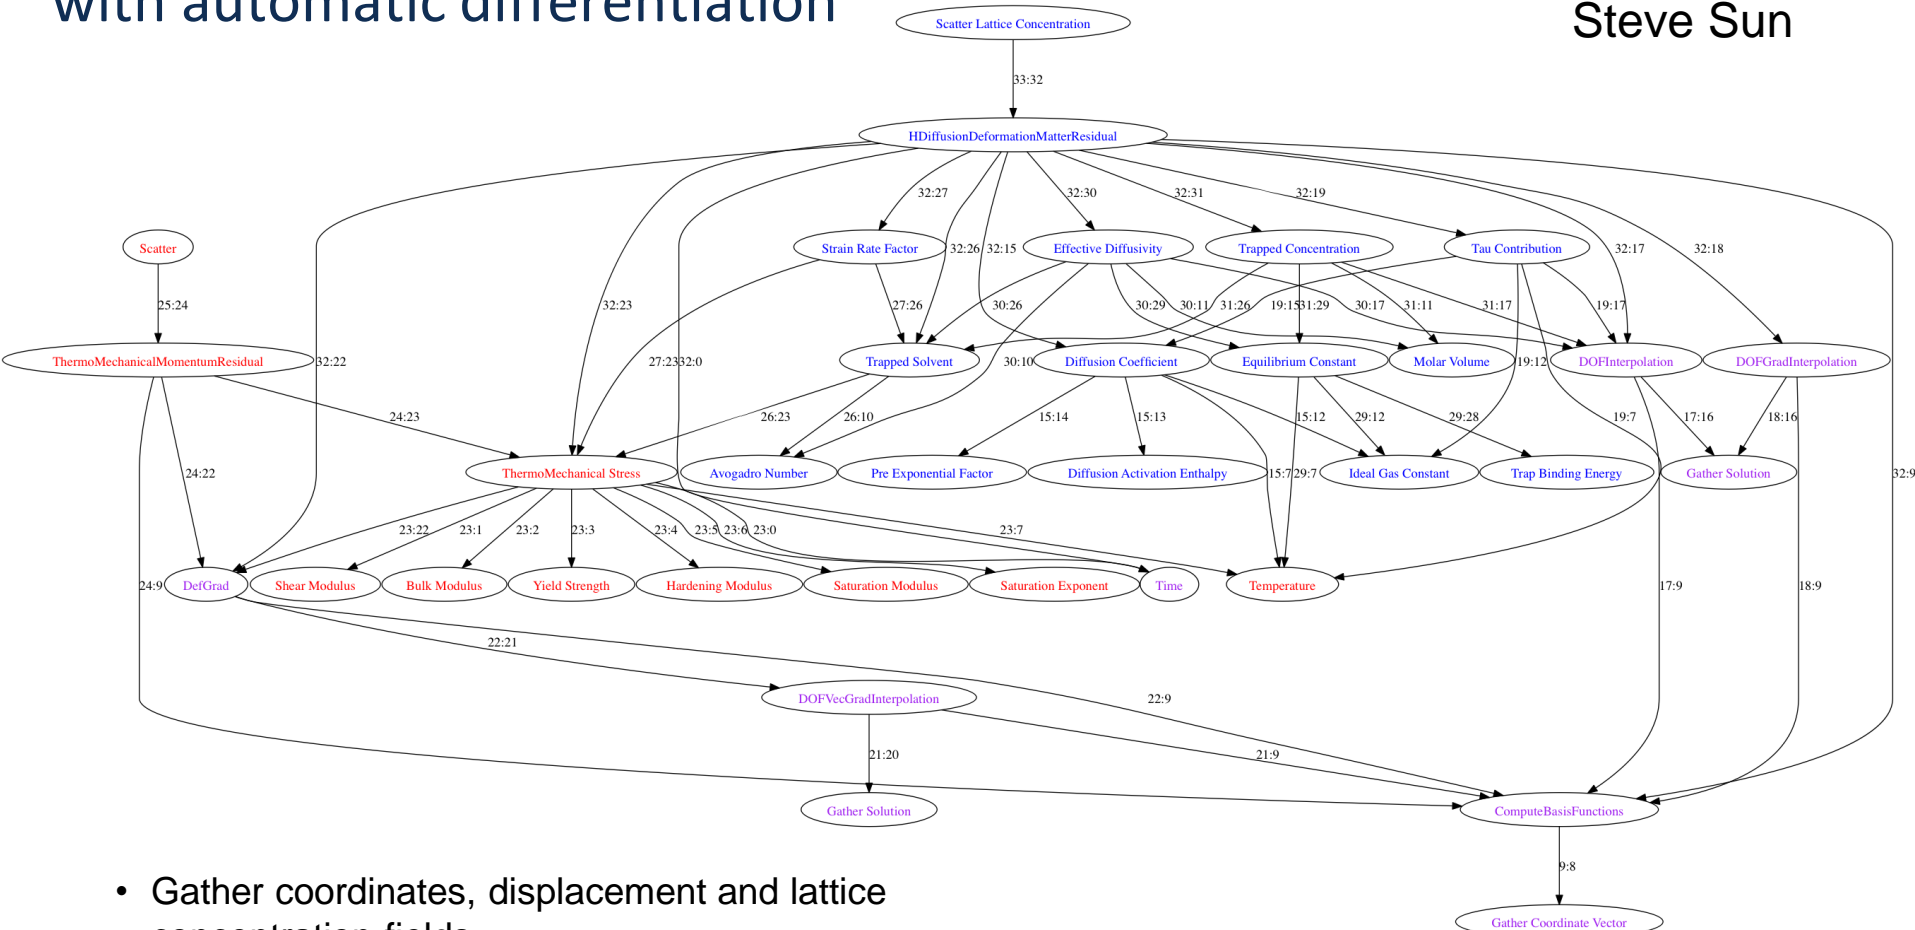 with automatic differentiation
Steve Sun
Scatter Lattice Concentration
33:32
HDiffusionDeformationMatterResidual
32:27
32:30
32:31
32:19
Scatter
Strain Rate Factor
32:26
32:15
Effective Diffusivity
Trapped Concentration
Tau Contribution
32:17
32:18
25:24
32:23
27:26
30:26
30:29
30:11
31:26
19:15
31:29
30:17
31:11
31:17
19:17
ThermoMechanicalMomentumResidual
32:22
27:23
32:0
Trapped Solvent
30:10
Diffusion Coefficient
Equilibrium Constant
Molar Volume
19:12
DOFInterpolation
DOFGradInterpolation
24:23
26:23
26:10
15:14
15:13
15:12
29:12
29:28
19:7
17:16
18:16
24:22
ThermoMechanical Stress
Avogadro Number
Pre Exponential Factor
Diffusion Activation Enthalpy
15:7
29:7
Ideal Gas Constant
Trap Binding Energy
Gather Solution
32:9
23:22
23:1
23:2
23:3
23:4
23:5
23:6
23:0
23:7
24:9
DefGrad
Shear Modulus
Bulk Modulus
Yield Strength
Hardening Modulus
Saturation Modulus
Saturation Exponent
Time
Temperature
17:9
18:9
22:21
DOFVecGradInterpolation
22:9
21:20
21:9
Gather Solution
ComputeBasisFunctions
9:8
• Gather coordinates, displacement and lattice
concentration fields
Gather Coordinate Vector